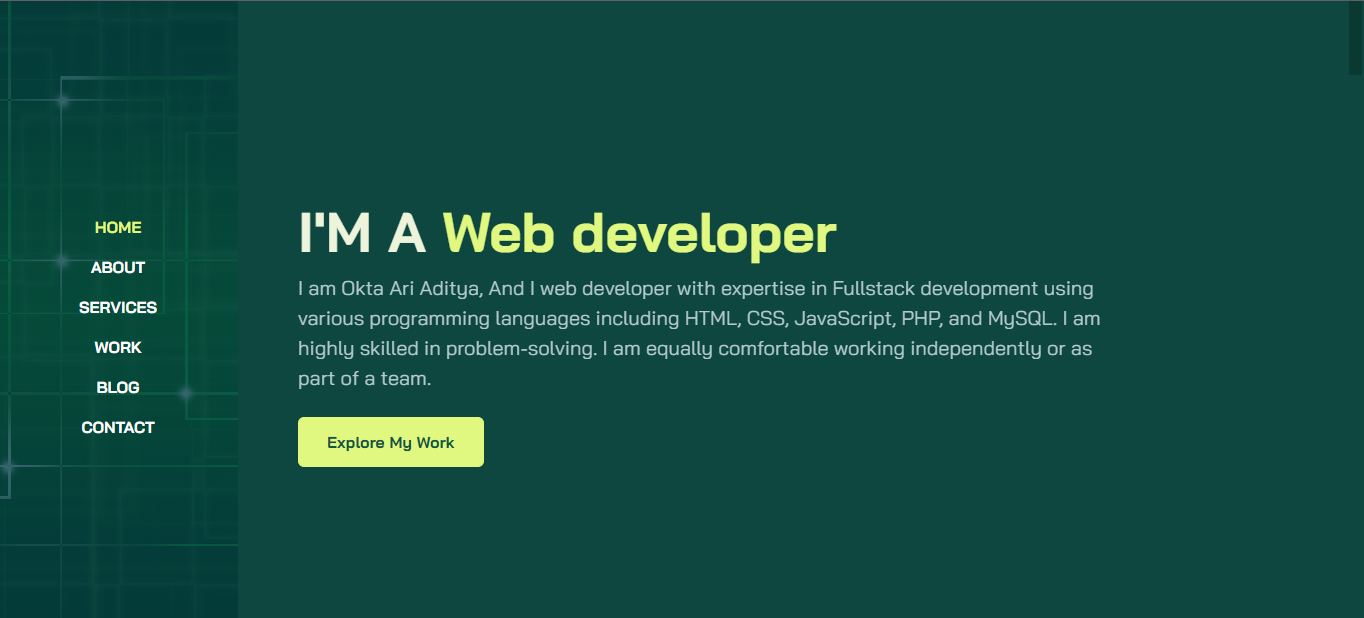 HOME
ABOUT
SERVICES
WORK
BLOG
CONTACT
I'M A Web developer
I am Okta Ari Aditya, And I web developer with expertise in Fullstack development using
various programming languages including HTML, CSS, JavaScript, PHP, and MySQL. I am
highly skilled in problem-solving. I am equally comfortable working independently or as
part of a team.
Explore My Work